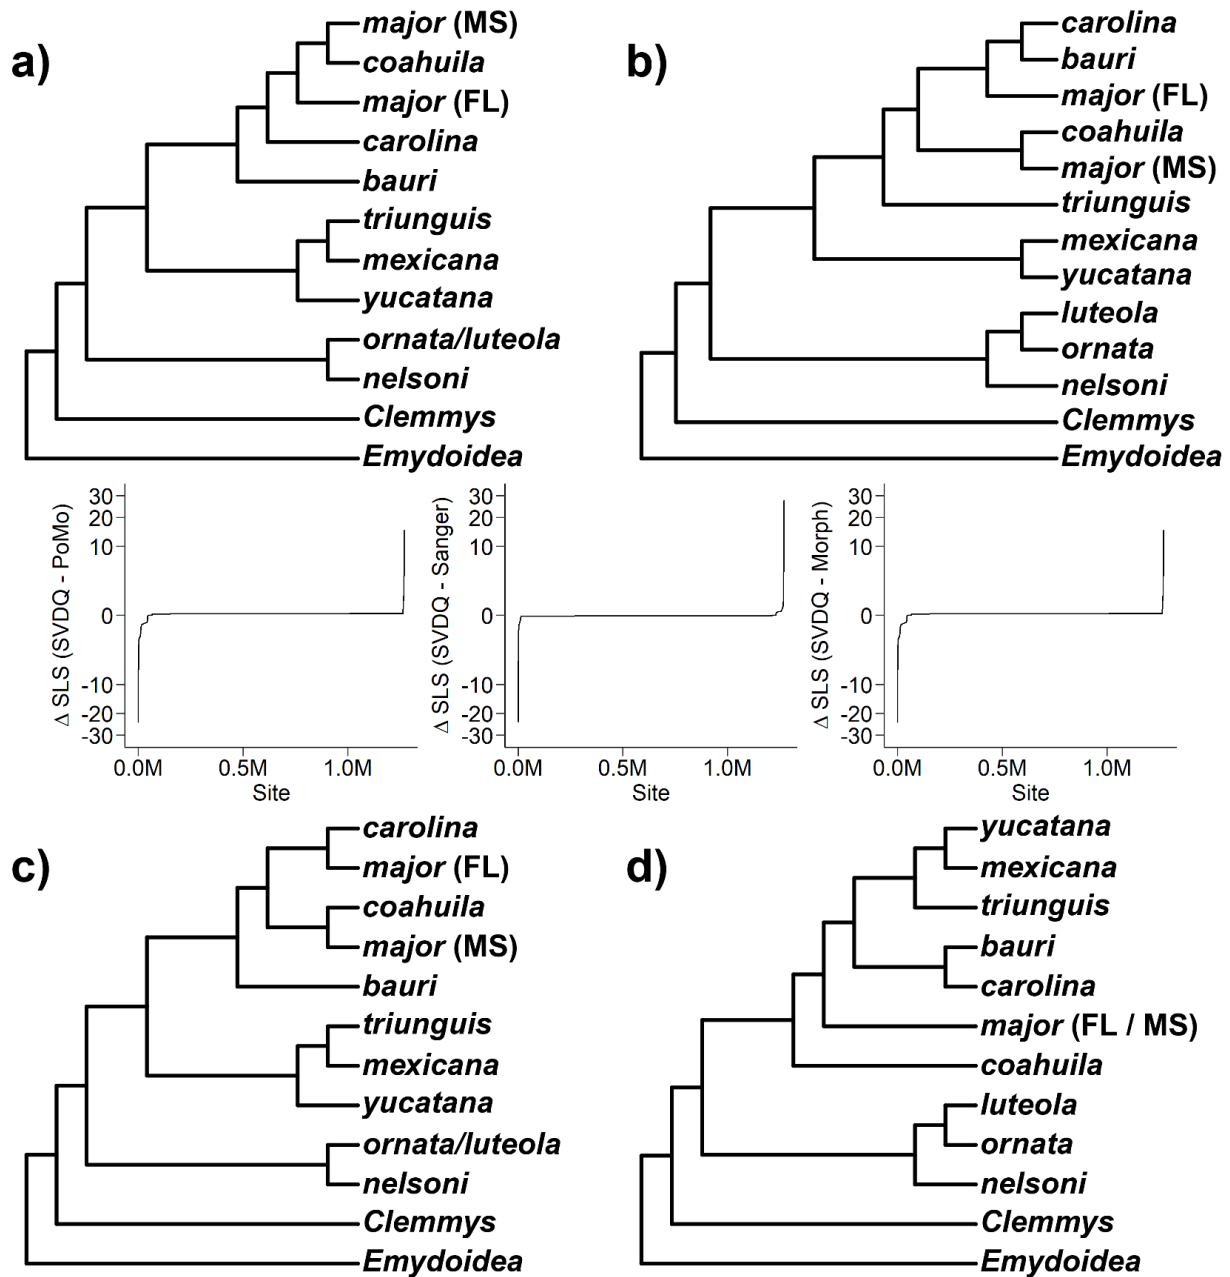 a)
major (MS)
coahuila
major (FL)
carolina
bauri
triunguis
mexicana
yucatana
ornata/luteola
nelsoni
Clemmys
Emydoidea
b)
carolina
bauri
major (FL)
coahuila
major (MS)
triunguis
mexicana
yucatana
luteola
ornata
nelsoni
Clemmys
Emydoidea
Δ SLS (SVDQ - PoMo)
30
20
10
0
-10
-20
-30
0.0M 0.5M 1.0M
Site
Δ SLS (SVDQ - Sanger)
30
20
10
0
-10
-20
-30
0.0M 0.5M 1.0M
Site
Δ SLS (SVDQ - Morph)
30
20
10
0
-10
-20
-30
0.0M 0.5M 1.0M
Site
c)
carolina
major (FL)
coahuila
major (MS)
bauri
triunguis
mexicana
yucatana
ornata/luteola
nelsoni
Clemmys
Emydoidea
d)
yucatana
mexicana
triunguis
bauri
carolina
major (FL / MS)
coahuila
luteola
ornata
nelsoni
Clemmys
Emydoidea